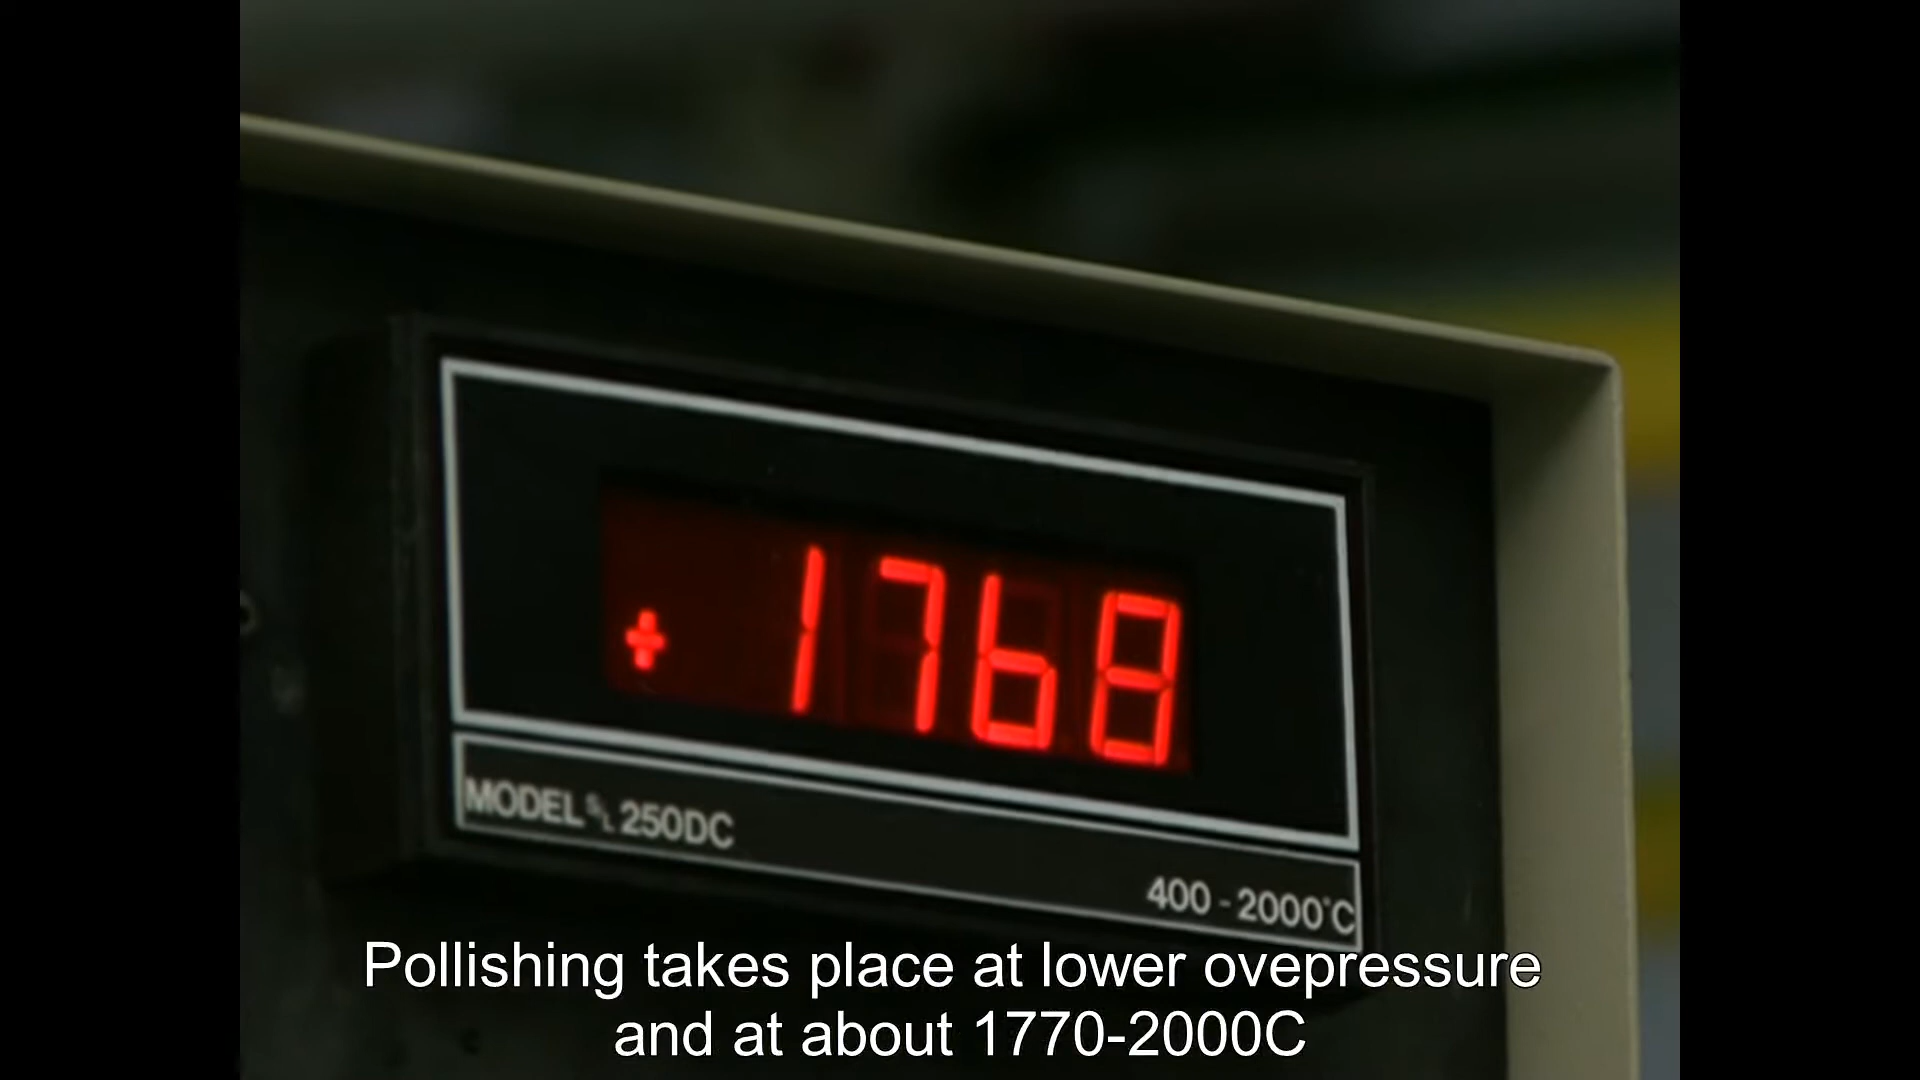 + 1768
MODEL S/L 250DC
400 - 2000°C
Pollishing takes place at lower ovepressure
and at about 1770-2000C